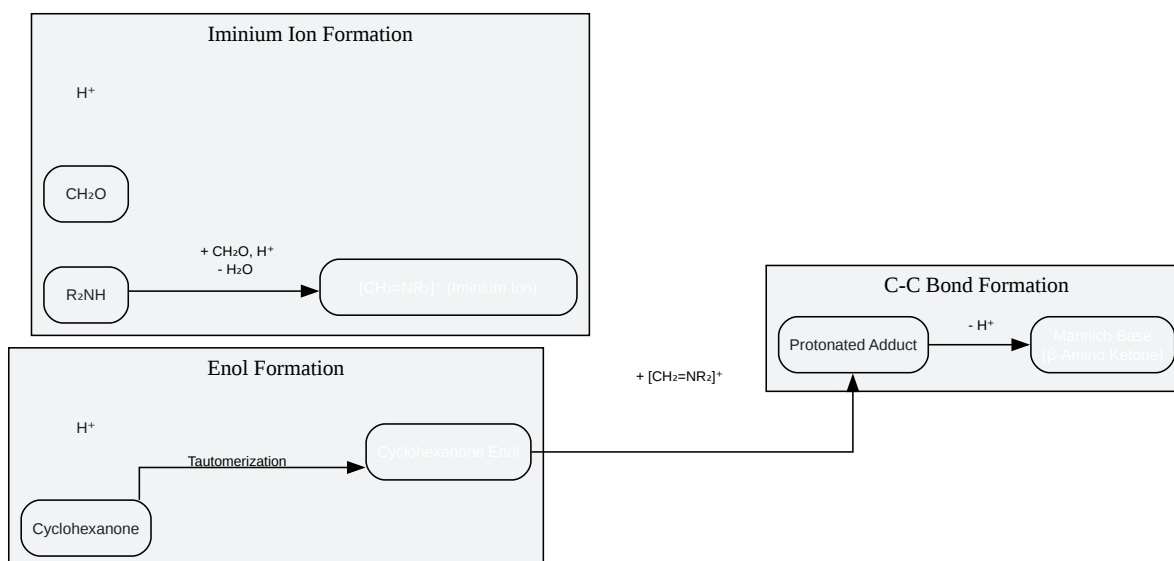 Iminium Ion Formation
H⁺
CH₂O
R₂NH
+ CH₂O, H⁺
- H₂O
[CH₂=NR₂]⁺ (Iminium Ion)
Enol Formation
H⁺
Cyclohexanone
Tautomerization
Cyclohexanone Enol
+ [CH₂=NR₂]⁺
C-C Bond Formation
Protonated Adduct
- H⁺
Mannich Base
(β-Amino Ketone)